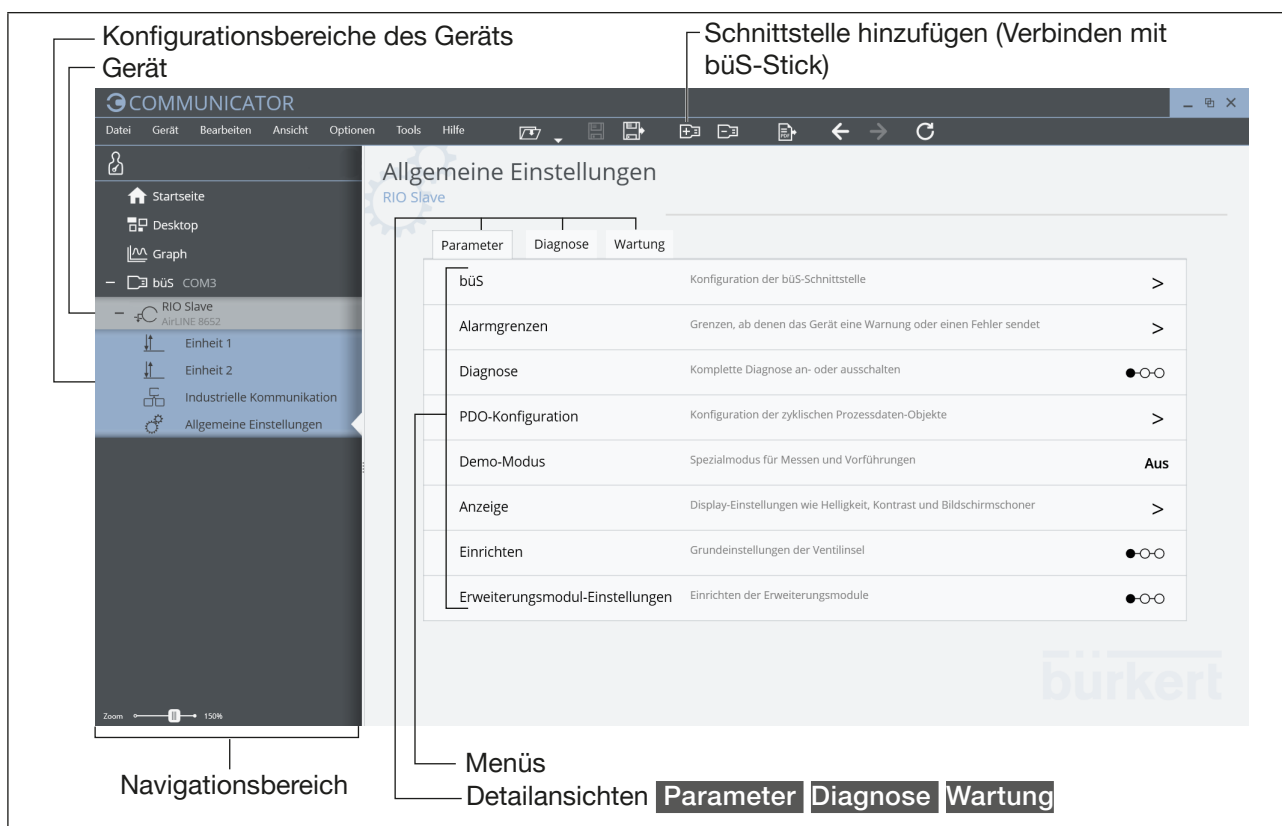 Konfigurationsbereiche des Geräts
Gerät
Schnittstelle hinzufügen (Verbinden mit
büS-Stick)
COMMUNICATOR
Datei Gerät Bearbeiten Ansicht Optionen Tools Hilfe
PDF
Startseite
Desktop
Graph
büS COM3
RIO Slave
AirLINE 8652
Einheit 1
Einheit 2
Industrielle Kommunikation
Allgemeine Einstellungen
Zoom 150%
Allgemeine Einstellungen
RIO Slave
Parameter Diagnose Wartung
büS Konfiguration der büS-Schnittstelle >
Alarmgrenzen Grenzen, ab denen das Gerät eine Warnung oder einen Fehler sendet >
Diagnose Komplette Diagnose an- oder ausschalten
PDO-Konfiguration Konfiguration der zyklischen Prozessdaten-Objekte >
Demo-Modus Spezialmodus für Messen und Vorführungen Aus
Anzeige Display-Einstellungen wie Helligkeit, Kontrast und Bildschirmschoner >
Einrichten Grundeinstellungen der Ventilinsel
Erweiterungsmodul-Einstellungen Einrichten der Erweiterungsmodule
bürkert
Navigationsbereich
Menüs
Detailansichten Parameter Diagnose Wartung